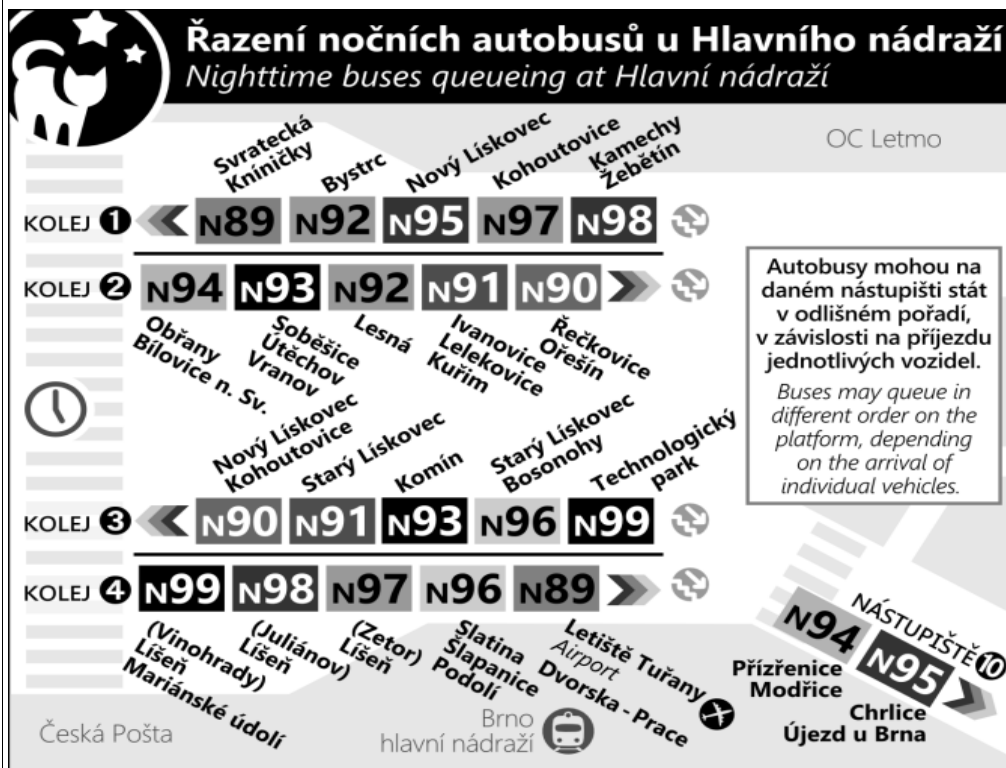 Řazení nočních autobusů u Hlavního nádraží
Nighttime buses queueing at Hlavní nádraží
OC Letmo
Svratecká
Kníničky
Bystrc
Nový Lískovec
Kohoutovice
Kamechy
Žebětín
KOLEJ 1 N89 N92 N95 N97 N98
KOLEJ 2 N94 N93 N92 N91 N90
Obřany
Bílovice n. Sv.
Soběšice
Útěchov
Vranov
Lesná
Ivanovice
Lelekovice
Kuřim
Řečkovice
Ořešín
Autobusy mohou na
daném nástupišti stát
v odlišném pořadí,
v závislosti na příjezdu
jednotlivých vozidel.
Buses may queue in
different order on the
platform, depending
on the arrival of
individual vehicles.
Nový Lískovec
Kohoutovice
Starý Lískovec
Komín
Starý Lískovec
Bosonohy
Technologický
park
KOLEJ 3 N90 N91 N93 N96 N99
KOLEJ 4 N99 N98 N97 N96 N89
(Vinohrady)
Líšeň
Mariánské údolí
(Juliánov)
Líšeň
(Zetor)
Líšeň
Slatina
Šlapanice
Podolí
Letiště Tuřany
Airport
Dvorska - Prace
NÁSTUPIŠTĚ 10
N94 N95
Přízřenice
Modřice
Chrlice
Újezd u Brna
Česká Pošta
Brno
hlavní nádraží